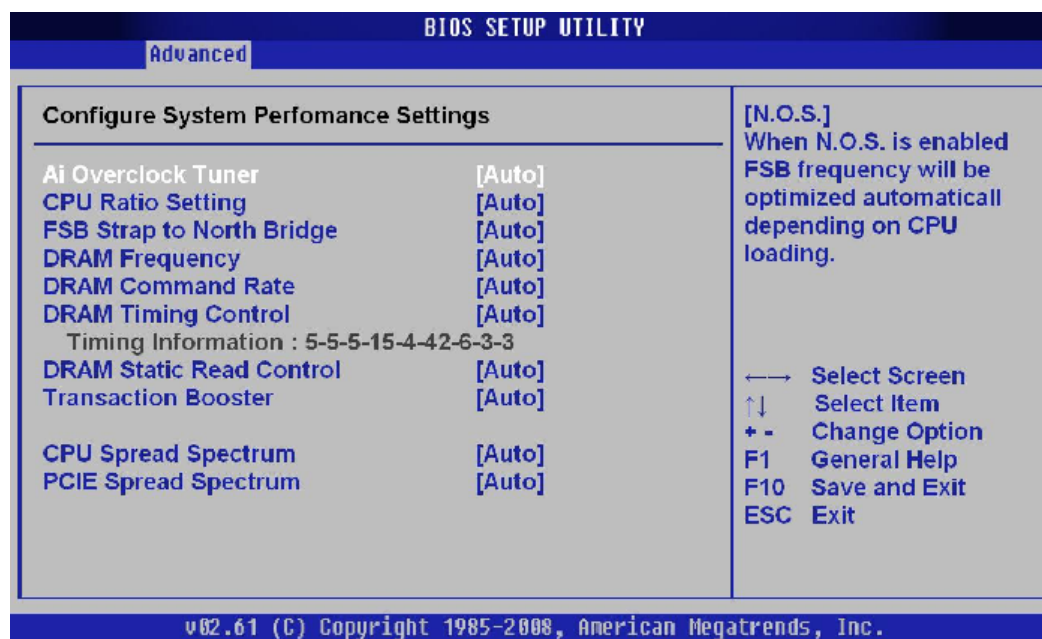 BIOS SETUP UTILITY
Advanced
Configure System Perfomance Settings
Ai Overclock Tuner [Auto]
CPU Ratio Setting [Auto]
FSB Strap to North Bridge [Auto]
DRAM Frequency [Auto]
DRAM Command Rate [Auto]
DRAM Timing Control [Auto]
Timing Information : 5-5-5-15-4-42-6-3-3
DRAM Static Read Control [Auto]
Transaction Booster [Auto]
CPU Spread Spectrum [Auto]
PCIE Spread Spectrum [Auto]
[N.O.S.]
When N.O.S. is enabled
FSB frequency will be
optimized automaticall
depending on CPU
loading.
←→ Select Screen
↑↓ Select Item
+ - Change Option
F1 General Help
F10 Save and Exit
ESC Exit
v02.61 (C) Copyright 1985-2008, American Megatrends, Inc.